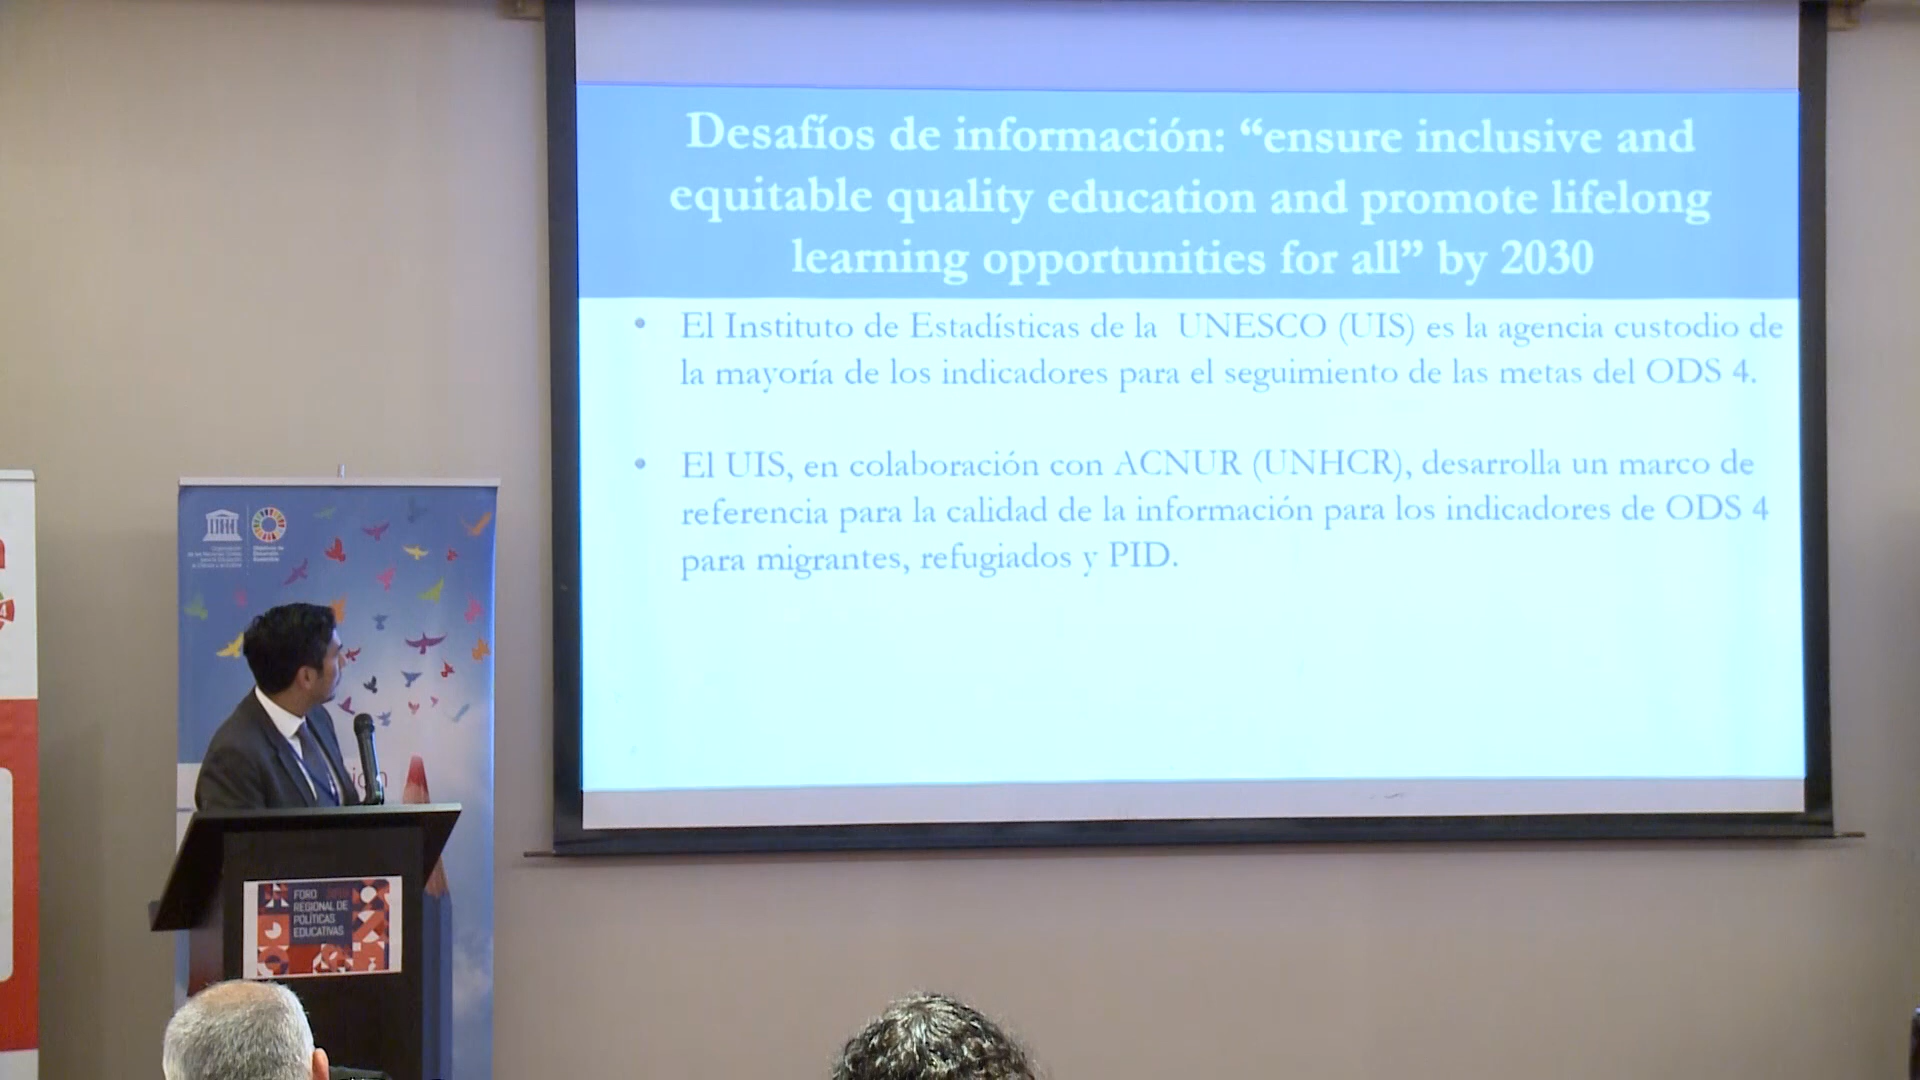 Desafíos de información: “ensure inclusive and
equitable quality education and promote lifelong
learning opportunities for all” by 2030
• El Instituto de Estadísticas de la UNESCO (UIS) es la agencia custodio de
la mayoría de los indicadores para el seguimiento de las metas del ODS 4.
• El UIS, en colaboración con ACNUR (UNHCR), desarrolla un marco de
referencia para la calidad de la información para los indicadores de ODS 4
para migrantes, refugiados y PID.
FORO
REGIONAL DE
POLÍTICAS
EDUCATIVAS
4